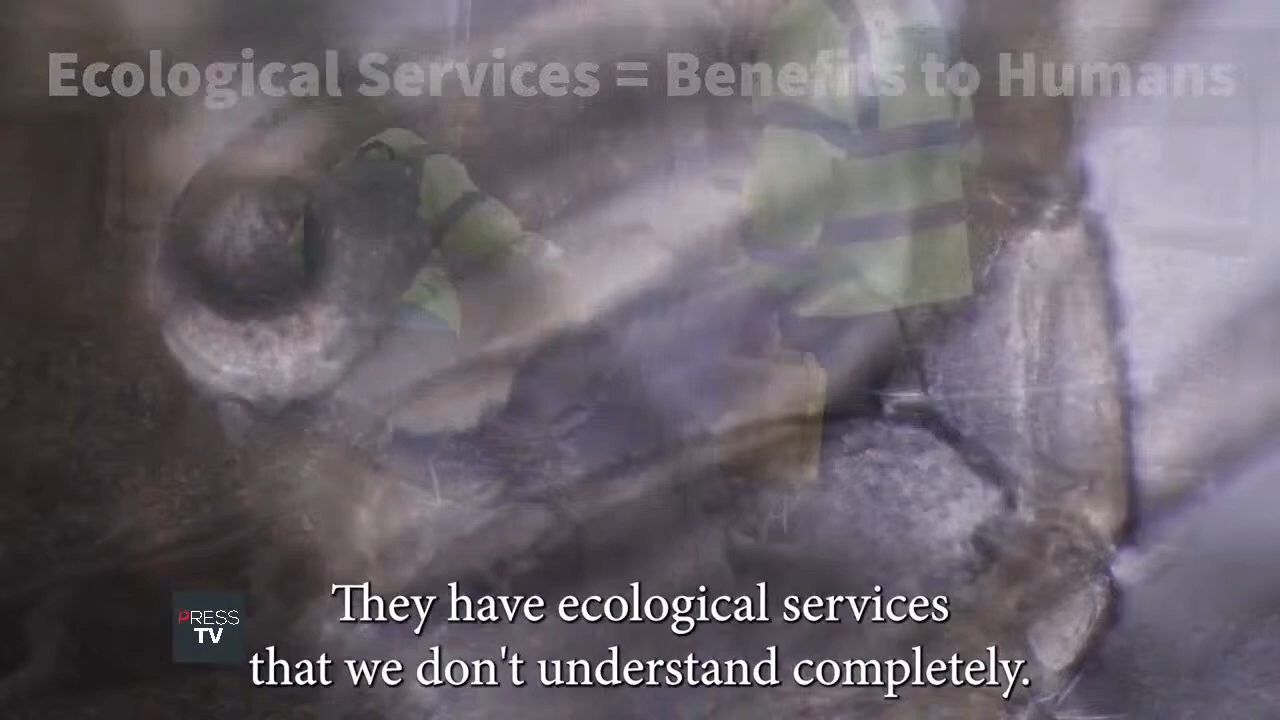 Ecological Services = Benefits to Humans
They have ecological services
PRESS
TV
that we don't understand completely.